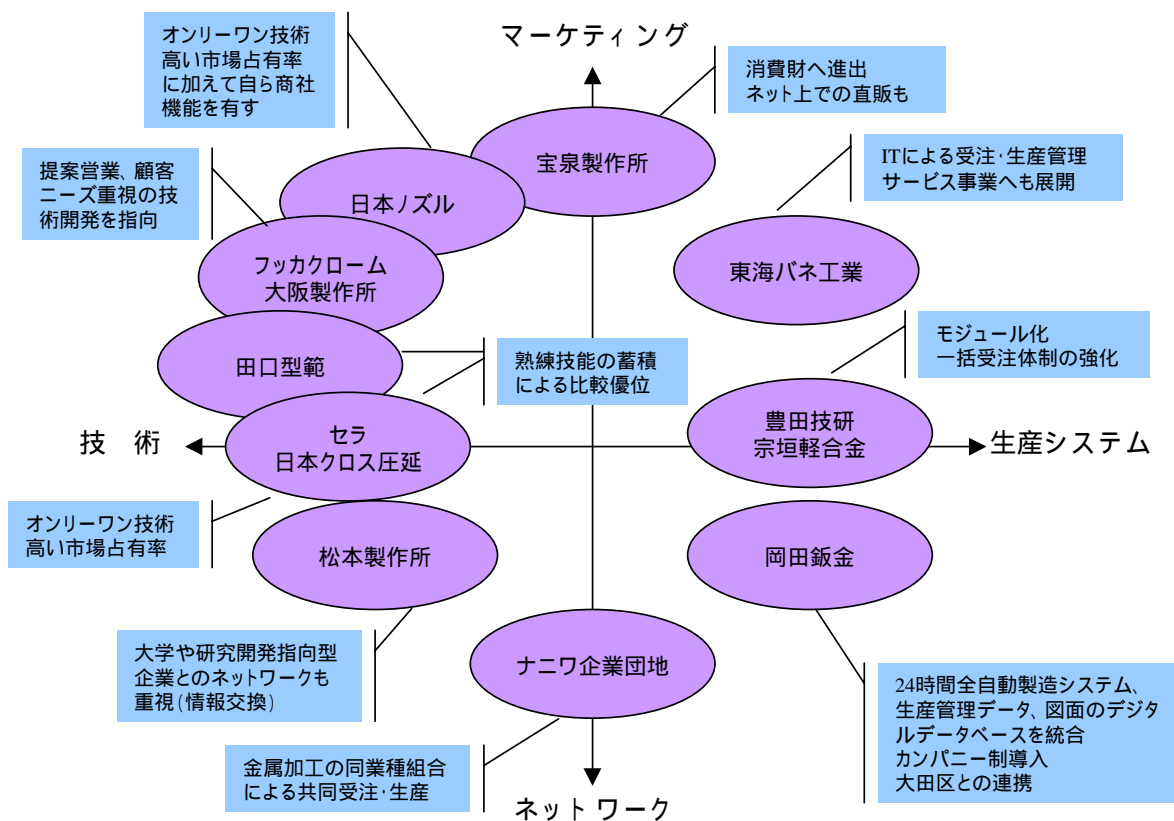 マーケティング
オンリーワン技術
高い市場占有率
に加えて自ら商社
機能を有す
消費財へ進出
ネット上での直販も
宝泉製作所
提案営業、顧客
ニーズ重視の技
術開発を指向
日本ノズル
ITによる受注･生産管理
サービス事業へも展開
フッカクローム
大阪製作所
東海バネ工業
田口型範
熟練技能の蓄積
による比較優位
モジュール化
一括受注体制の強化
技 術
セラ
日本クロス圧延
豊田技研
宗垣軽合金
生産システム
オンリーワン技術
高い市場占有率
松本製作所
岡田鈑金
大学や研究開発指向型
企業とのネットワークも
重視(情報交換)
ナニワ企業団地
24時間全自動製造システム、
生産管理データ、図面のデジタ
ルデータベースを統合
カンパニー制導入
大田区との連携
金属加工の同業種組合
による共同受注･生産
ネットワーク